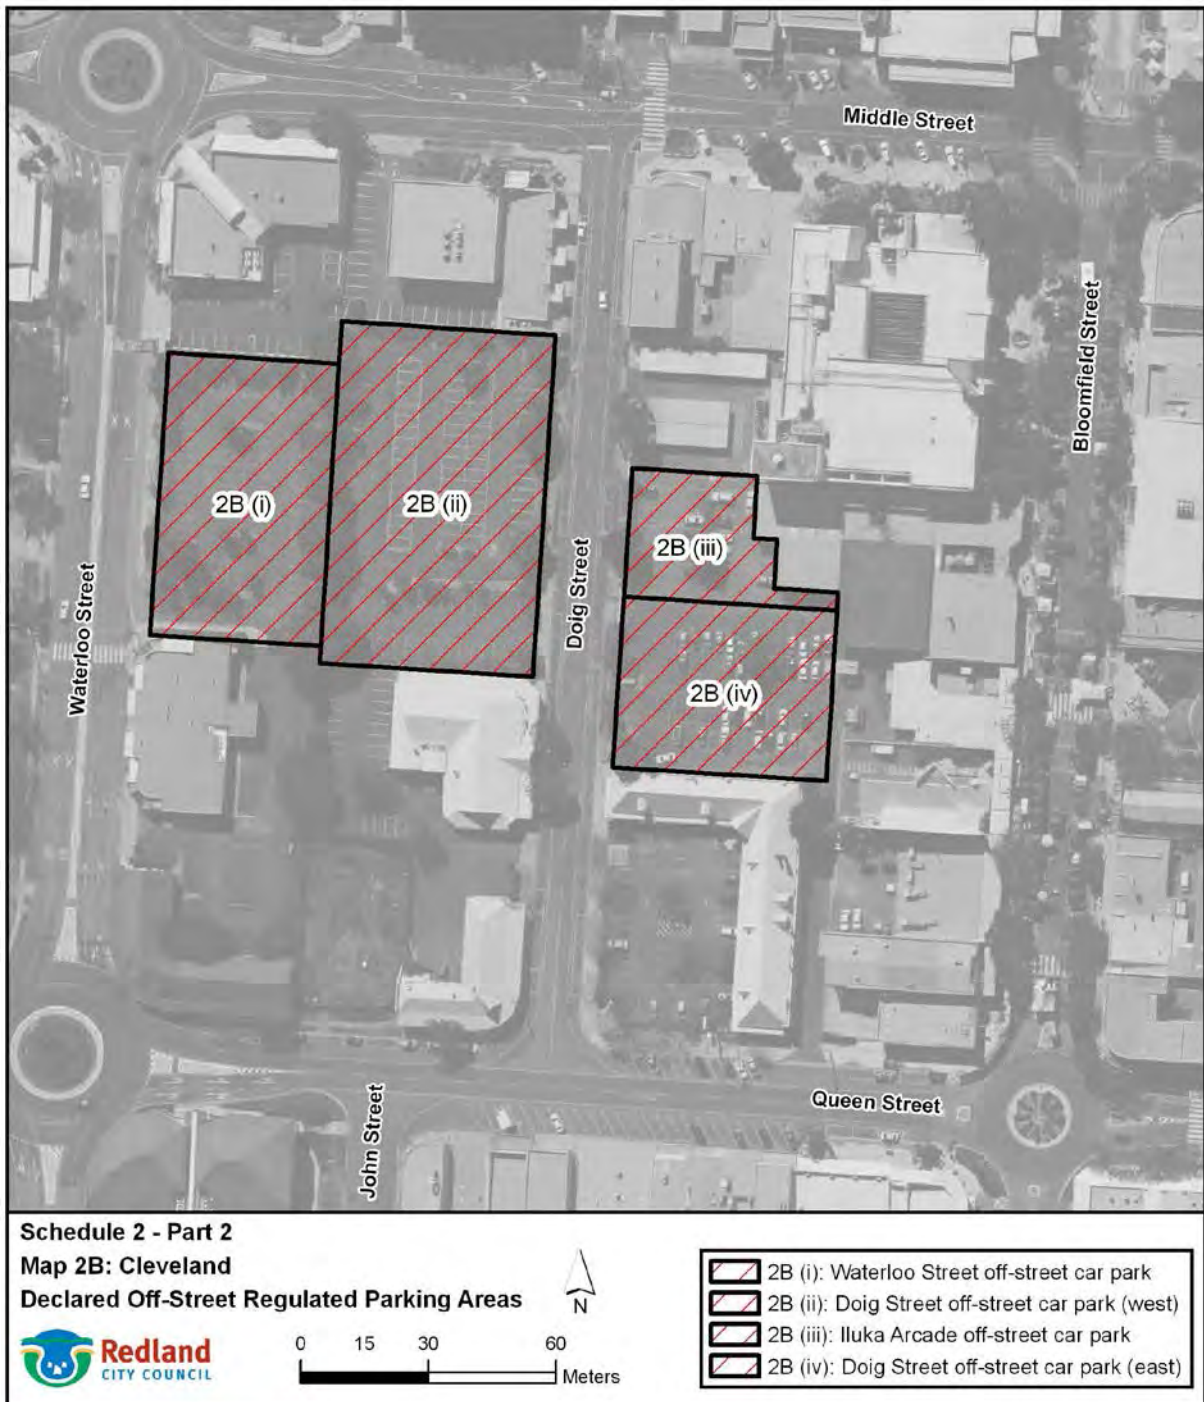 Middle Street
Bloomfield Street
2B (i)
2B (ii)
2B (iii)
Doig Street
Waterloo Street
2B (iv)
Queen Street
John Street
Schedule 2 - Part 2
Map 2B: Cleveland
Declared Off-Street Regulated Parking Areas
N
Redland
CITY COUNCIL
0 15 30 60
Meters
2B (i): Waterloo Street off-street car park
2B (ii): Doig Street off-street car park (west)
2B (iii): Iluka Arcade off-street car park
2B (iv): Doig Street off-street car park (east)